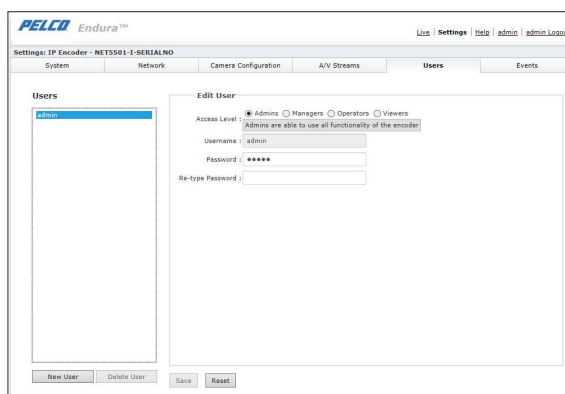 PELCO Endura™
Live | Settings | Help | admin | admin Logou
Settings: IP Encoder - NET5501-I-SERIALNO
System Network Camera Configuration A/V Streams Users Events
Users
admin
Edit User
Access Level : Admins Managers Operators Viewers
Admins are able to use all functionality of the encoder
Username : admin
Password : •••••
Re-type Password :
New User Delete User Save Reset